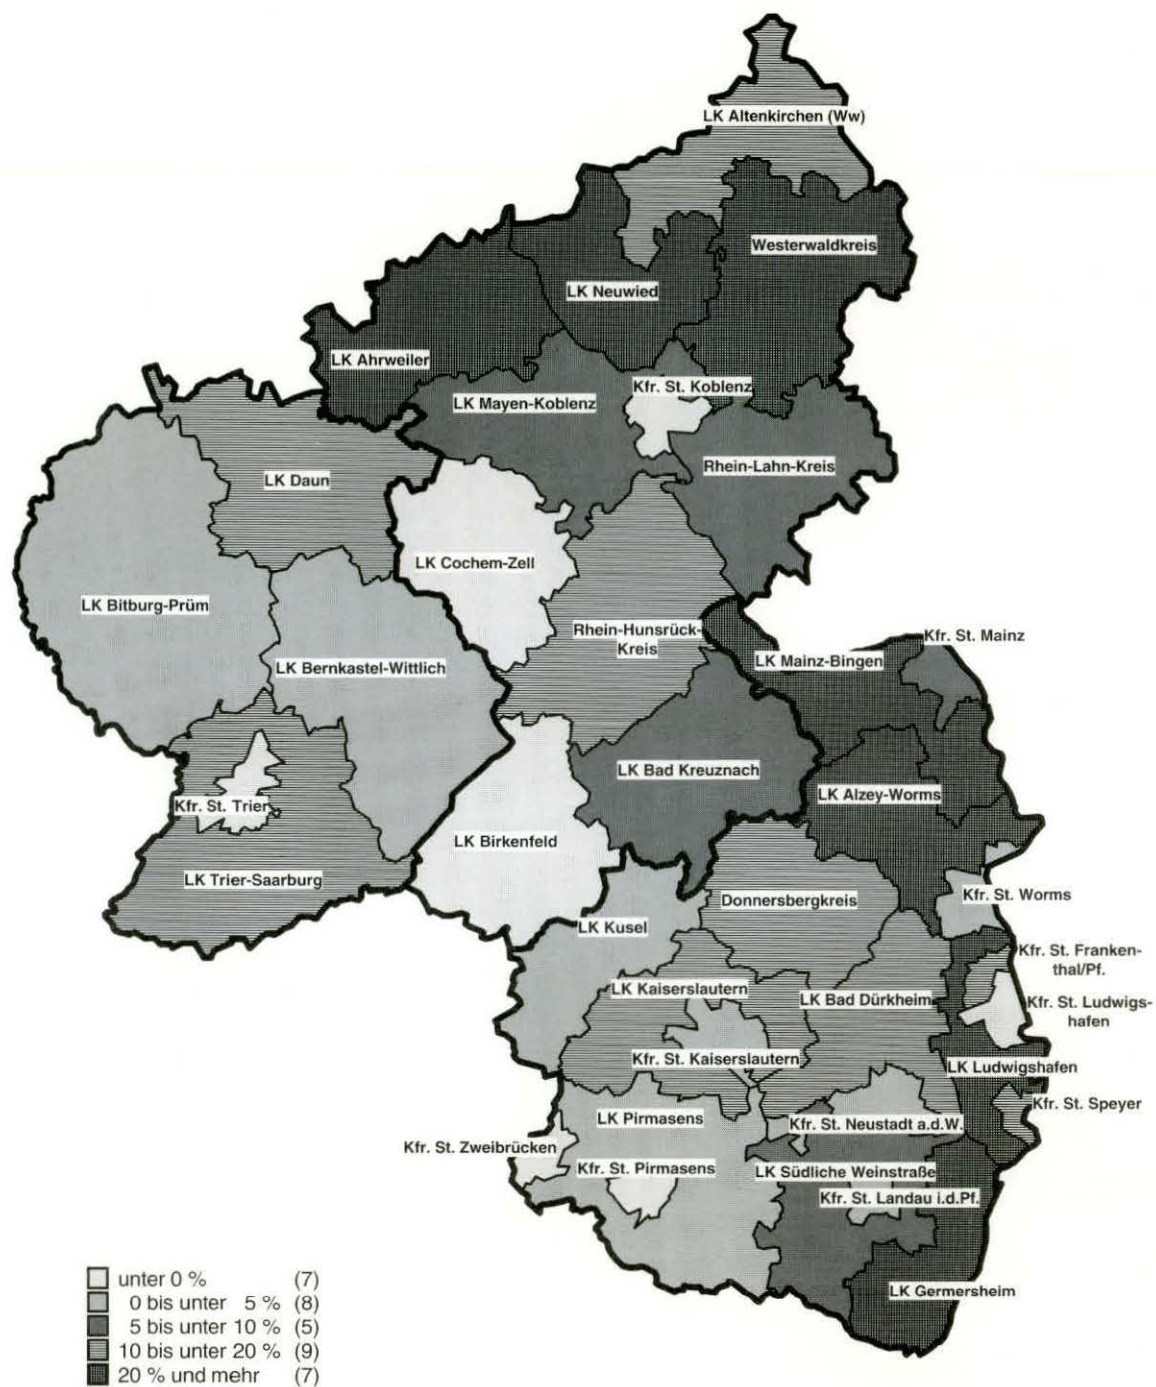 LK Altenkirchen (Ww)
Westerwaldkreis
LK Neuwied
LK Ahrweiler
Kfr. St. Koblenz
LK Mayen-Koblenz
Rhein-Lahn-Kreis
LK Daun
LK Cochem-Zell
LK Bitburg-Prüm
Rhein-Hunsrück-
Kreis
Kfr. St. Mainz
LK Mainz-Bingen
LK Bernkastel-Wittlich
LK Bad Kreuznach
LK Alzey-Worms
Kfr. St. Trier
LK Birkenfeld
LK Trier-Saarburg
Donnersbergkreis
Kfr. St. Worms
LK Kusel
Kfr. St. Franken-
thal/Pf.
LK Kaiserslautern
LK Bad Dürkheim
Kfr. St. Ludwigs-
hafen
Kfr. St. Kaiserslautern
LK Ludwigshafen
Kfr. St. Speyer
LK Pirmasens
Kfr. St. Neustadt a.d.W.
Kfr. St. Zweibrücken
Kfr. St. Pirmasens
LK Südliche Weinstraße
Kfr. St. Landau i.d.Pf.
LK Germersheim
unter 0 % (7)
0 bis unter 5 % (8)
5 bis unter 10 % (5)
10 bis unter 20 % (9)
20 % und mehr (7)